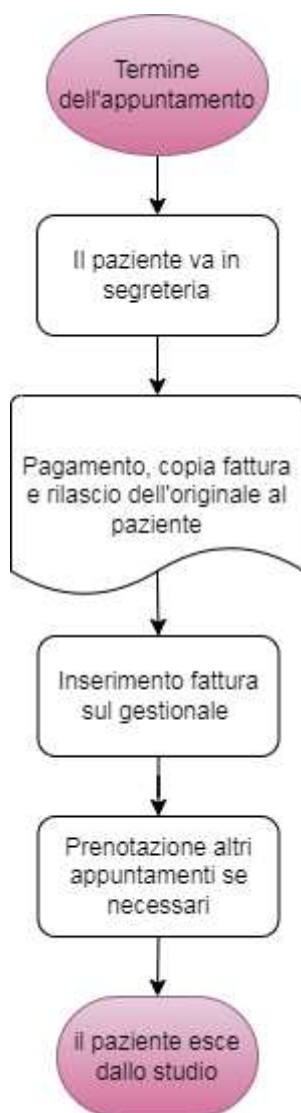 Termine
dell'appuntamento
Il paziente va in
segreteria
Pagamento, copia fattura
e rilascio dell'originale al
paziente
Inserimento fattura
sul gestionale
Prenotazione altri
appuntamenti se
necessari
il paziente esce
dallo studio